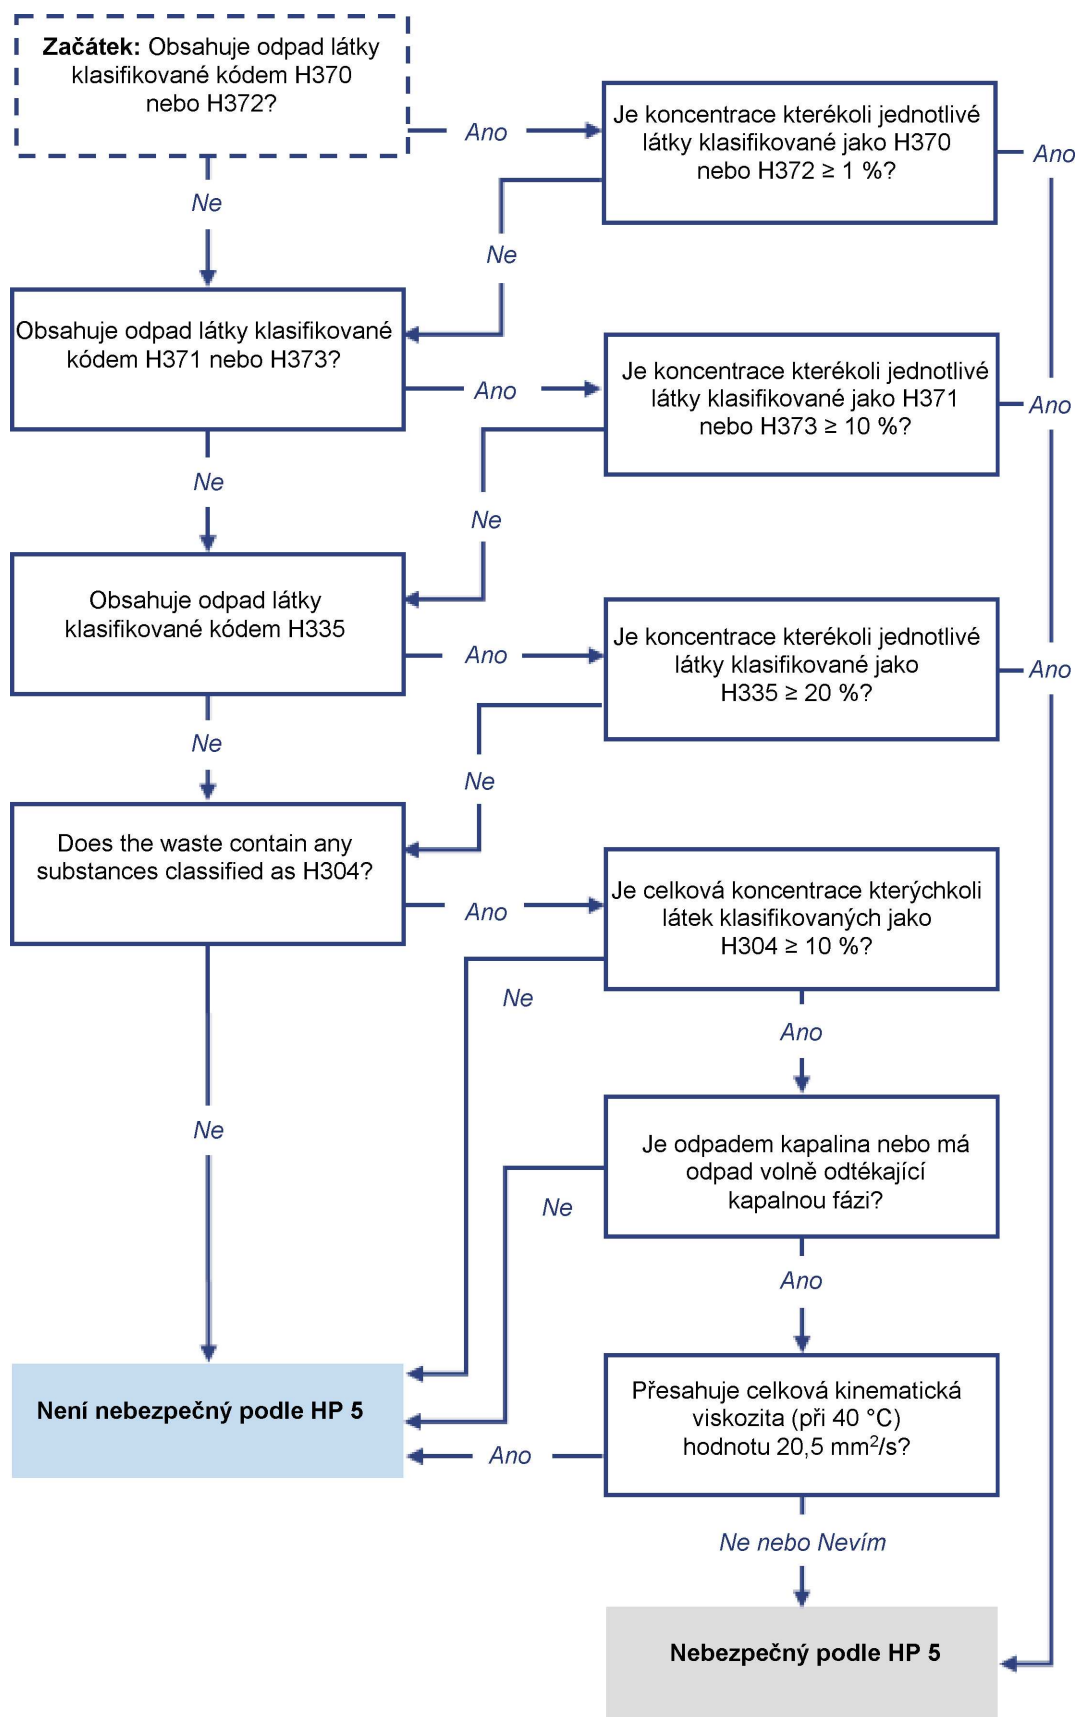 Začátek: Obsahuje odpad látky
klasifikované kódem H370
nebo H372?
Ano
Je koncentrace kterékoli jednotlivé
látky klasifikované jako H370
nebo H372 ≥ 1 %?
Ano
Ne
Ne
Obsahuje odpad látky klasifikované
kódem H371 nebo H373?
Ano
Je koncentrace kterékoli jednotlivé
látky klasifikované jako H371
nebo H373 ≥ 10 %?
Ano
Ne
Ne
Obsahuje odpad látky
klasifikované kódem H335
Ano
Je koncentrace kterékoli jednotlivé
látky klasifikované jako
H335 ≥ 20 %?
Ano
Ne
Ne
Does the waste contain any
substances classified as H304?
Ano
Je celková koncentrace kterýchkoli
látek klasifikovaných jako
H304 ≥ 10 %?
Ne
Ano
Ne
Je odpadem kapalina nebo má
odpad volně odtékající
kapalnou fázi?
Ne
Ano
Není nebezpečný podle HP 5
Přesahuje celková kinematická
viskozita (při 40 °C)
hodnotu 20,5 mm²/s?
Ano
Ne nebo Nevím
Nebezpečný podle HP 5